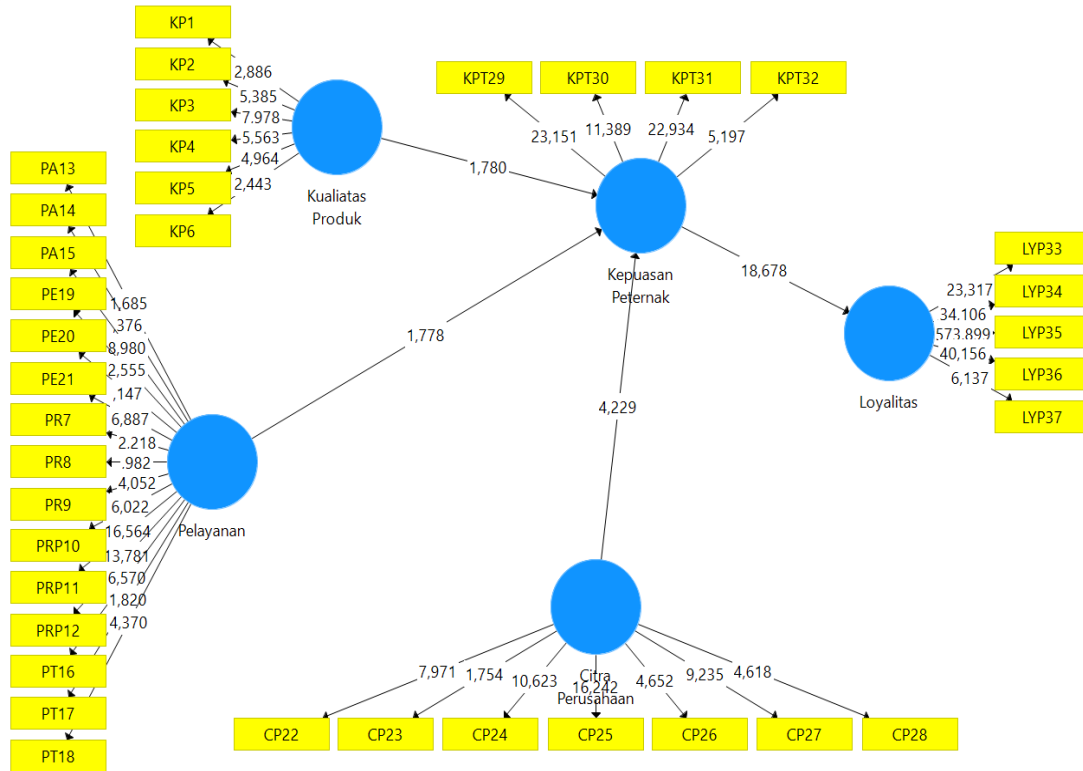 KP1
KP2
KP3
KP4
KP5
KP6
2,886
5,385
7.978
5,563
4,964
2,443
Kualiatas
Produk
KPT29
KPT30
KPT31
KPT32
23,151
11,389
22,934
5,197
1,780
Kepuasan
Peternak
18,678
PA13
PA14
PA15
PE19
PE20
PE21
PR7
PR8
PR9
PRP10
PRP11
PRP12
PT16
PT17
PT18
1,685
,376
8,980
2,555
,147
6,887
2.218
.982
4,052
6,022
16,564
13,781
6,570
1,820
4,370
Pelayanan
1,778
4,229
LYP33
LYP34
LYP35
LYP36
LYP37
23,317
34.106
573.899
40,156
6,137
Loyalitas
Citra
Perusahaan
7,971
1,754
10,623
16,242
4,652
9,235
4,618
CP22
CP23
CP24
CP25
CP26
CP27
CP28